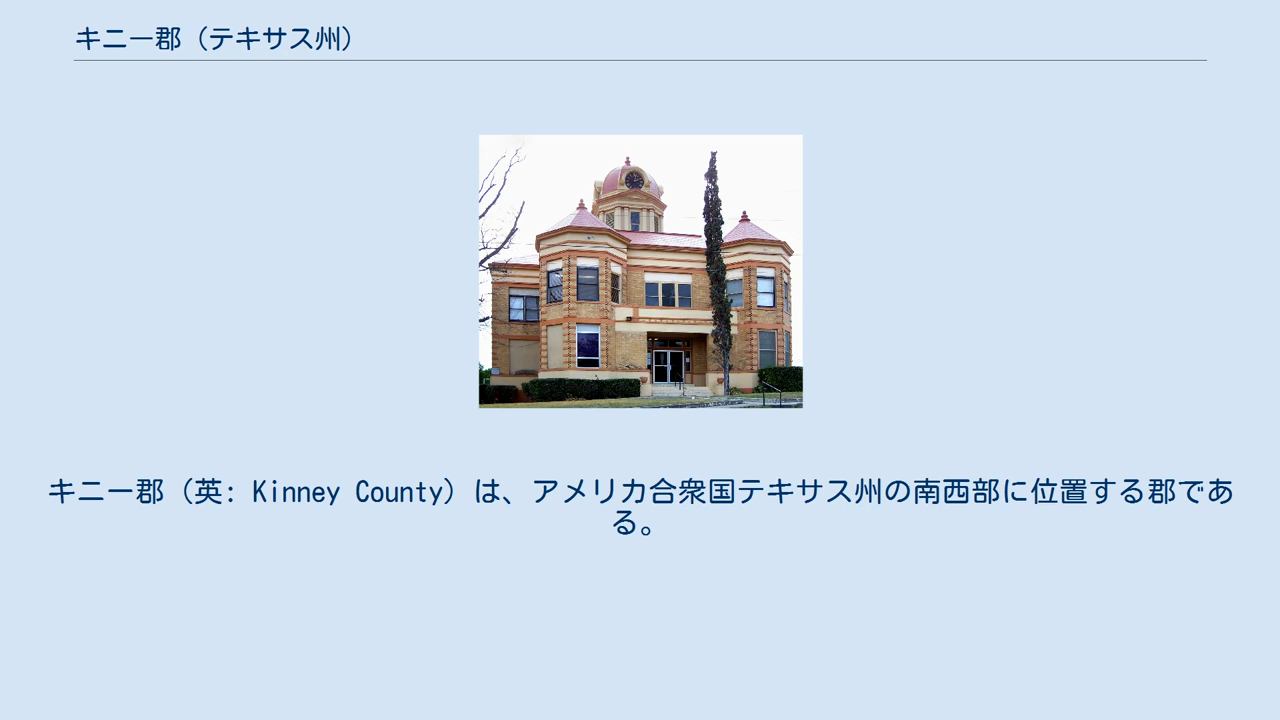 キニー郡（テキサス州）
キニー郡（英: Kinney County）は、アメリカ合衆国テキサス州の南西部に位置する郡であ
る。